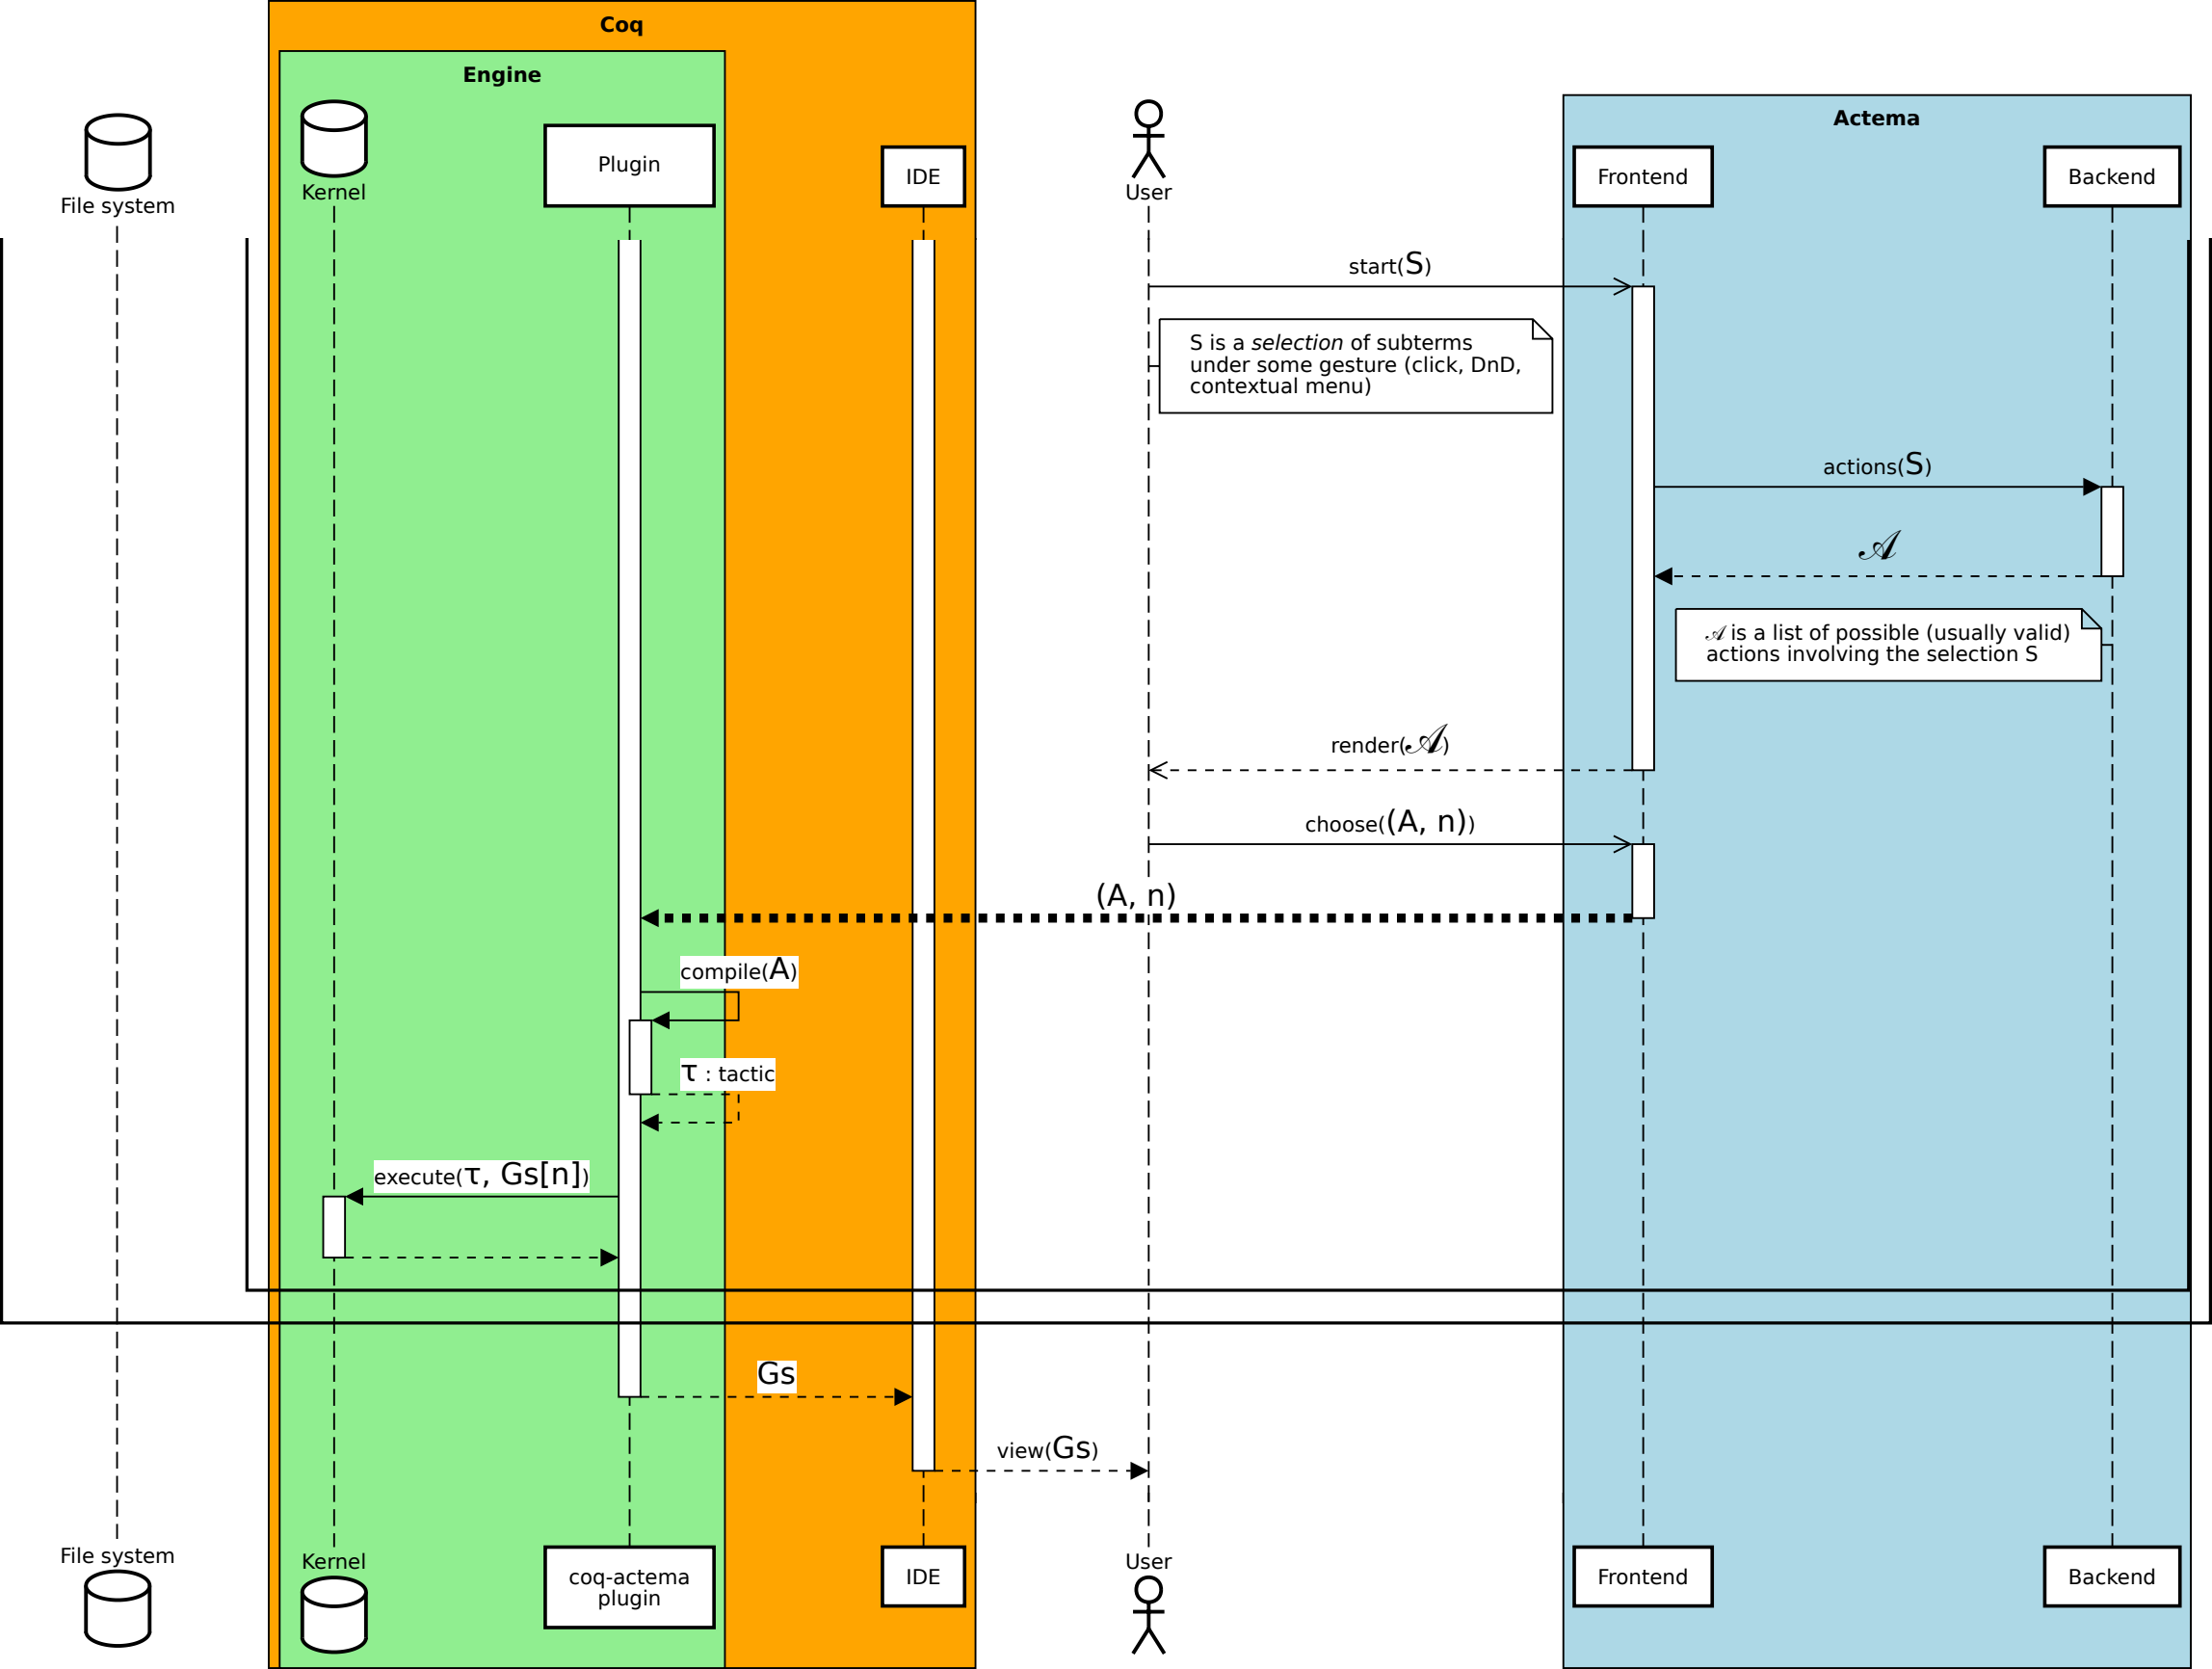 Coq
Engine
Actema
File system
Kernel
Plugin
IDE
User
Frontend
Backend
start(S)
S is a selection of subterms
under some gesture (click, DnD,
contextual menu)
actions(S)
𝒜
𝒜 is a list of possible (usually valid)
actions involving the selection S
render(𝒜)
choose((A, n))
(A, n)
compile(A)
τ : tactic
execute(τ, Gs[n])
Gs
view(Gs)
File system
Kernel
coq-actema
plugin
IDE
User
Frontend
Backend